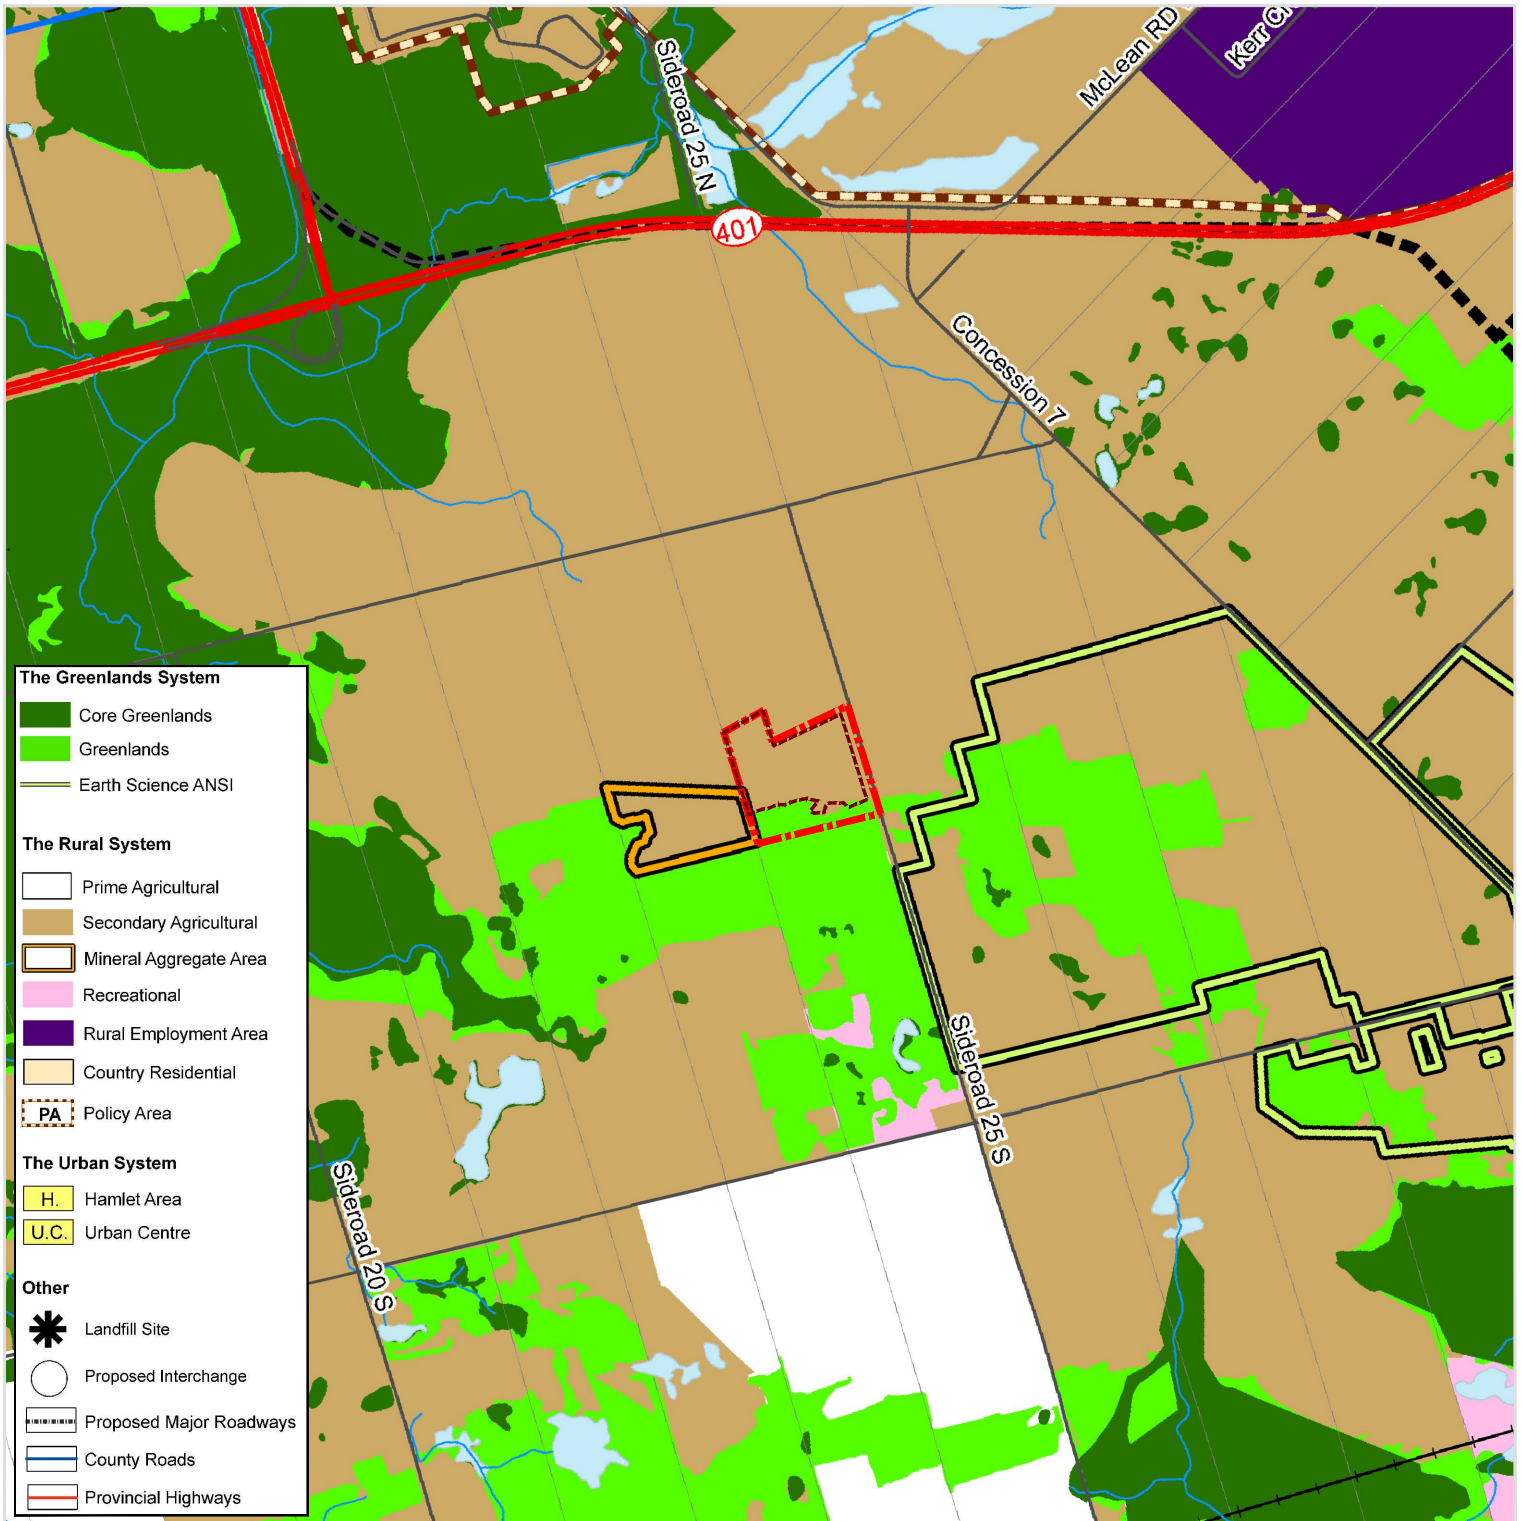 McLean RD
Kerr Cr
Sideroad 25 N
401
Concession 7
The Greenlands System
Core Greenlands
Greenlands
Earth Science ANSI
The Rural System
Prime Agricultural
Secondary Agricultural
Mineral Aggregate Area
Recreational
Rural Employment Area
Country Residential
PA Policy Area
The Urban System
H. Hamlet Area
U.C. Urban Centre
Other
Landfill Site
Proposed Interchange
Proposed Major Roadways
County Roads
Provincial Highways
Sideroad 25 S
Sideroad 20 S